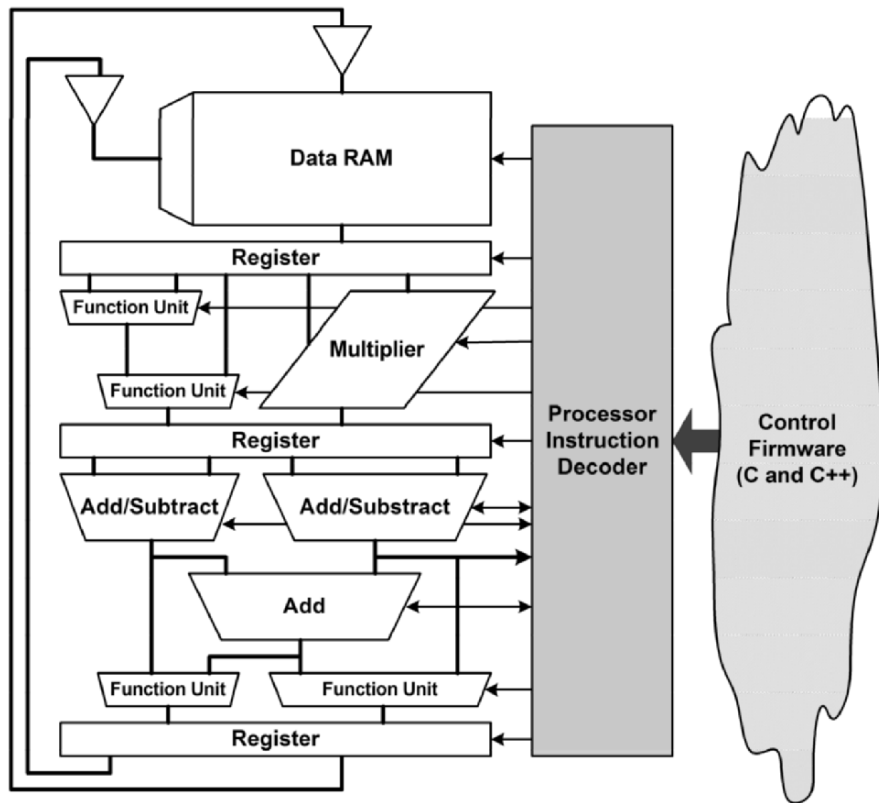 Data RAM
Register
Function Unit
Multiplier
Function Unit
Register
Add/Subtract
Add/Substract
Add
Function Unit
Function Unit
Register
Processor
Instruction
Decoder
Control
Firmware
(C and C++)